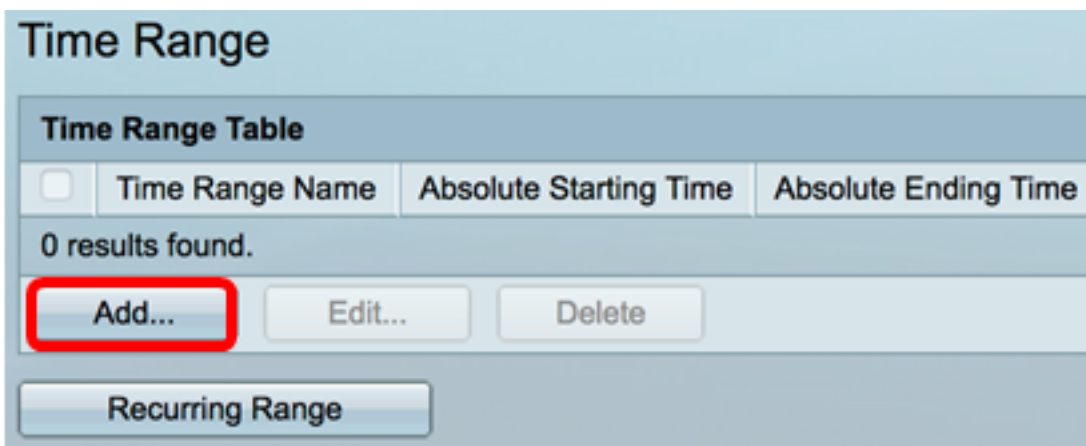 Time Range
Time Range Table
Time Range Name Absolute Starting Time Absolute Ending Time
0 results found.
Add... Edit... Delete
Recurring Range